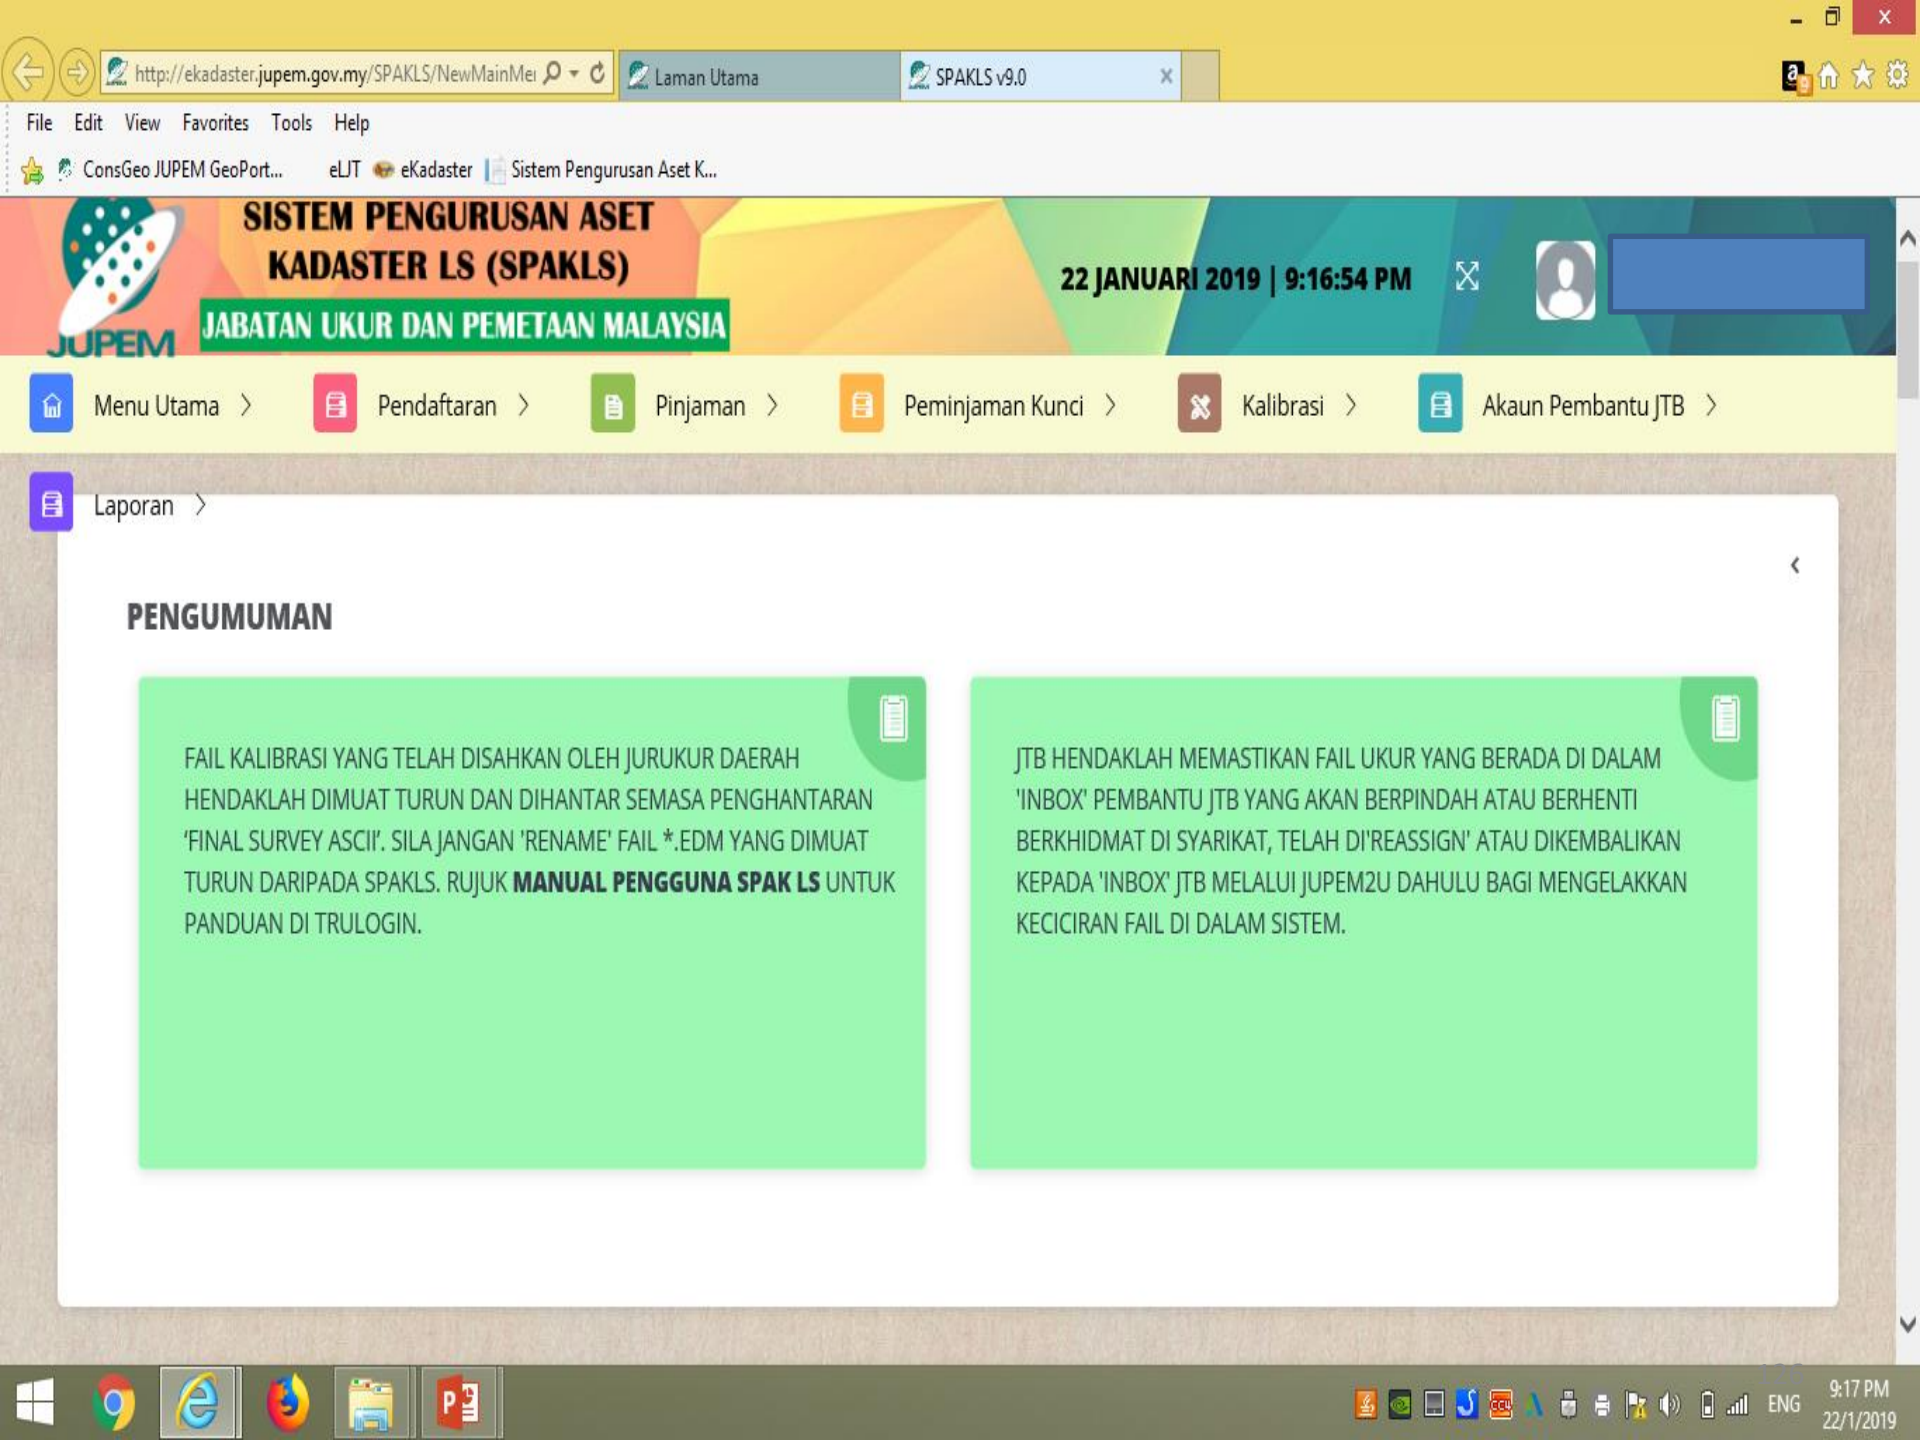 http://ekadaster.jupem.gov.my/SPAKLS/NewMainMe
Laman Utama
SPAKLS v9.0
File Edit View Favorites Tools Help
ConsGeo JUPEM GeoPort... eLJT eKadaster Sistem Pengurusan Aset K...
SISTEM PENGURUSAN ASET
KADASTER LS (SPAKLS)
JABATAN UKUR DAN PEMETAAN MALAYSIA
JUPEM
22 JANUARI 2019 | 9:16:54 PM
Menu Utama > Pendaftaran > Pinjaman > Peminjaman Kunci > Kalibrasi > Akaun Pembantu JTB >
Laporan >
PENGUMUMAN
FAIL KALIBRASI YANG TELAH DISAHKAN OLEH JURUKUR DAERAH
HENDAKLAH DIMUAT TURUN DAN DIHANTAR SEMASA PENGHANTARAN
'FINAL SURVEY ASCII'. SILA JANGAN 'RENAME' FAIL *.EDM YANG DIMUAT
TURUN DARIPADA SPAKLS. RUJUK MANUAL PENGGUNA SPAK LS UNTUK
PANDUAN DI TRULOGIN.
JTB HENDAKLAH MEMASTIKAN FAIL UKUR YANG BERADA DI DALAM
'INBOX' PEMBANTU JTB YANG AKAN BERPINDAH ATAU BERHENTI
BERKHIDMAT DI SYARIKAT, TELAH DI'REASSIGN' ATAU DIKEMBALIKAN
KEPADA 'INBOX' JTB MELALUI JUPEM2U DAHULU BAGI MENGELAKKAN
KECICIRAN FAIL DI DALAM SISTEM.
ENG
9:17 PM
22/1/2019